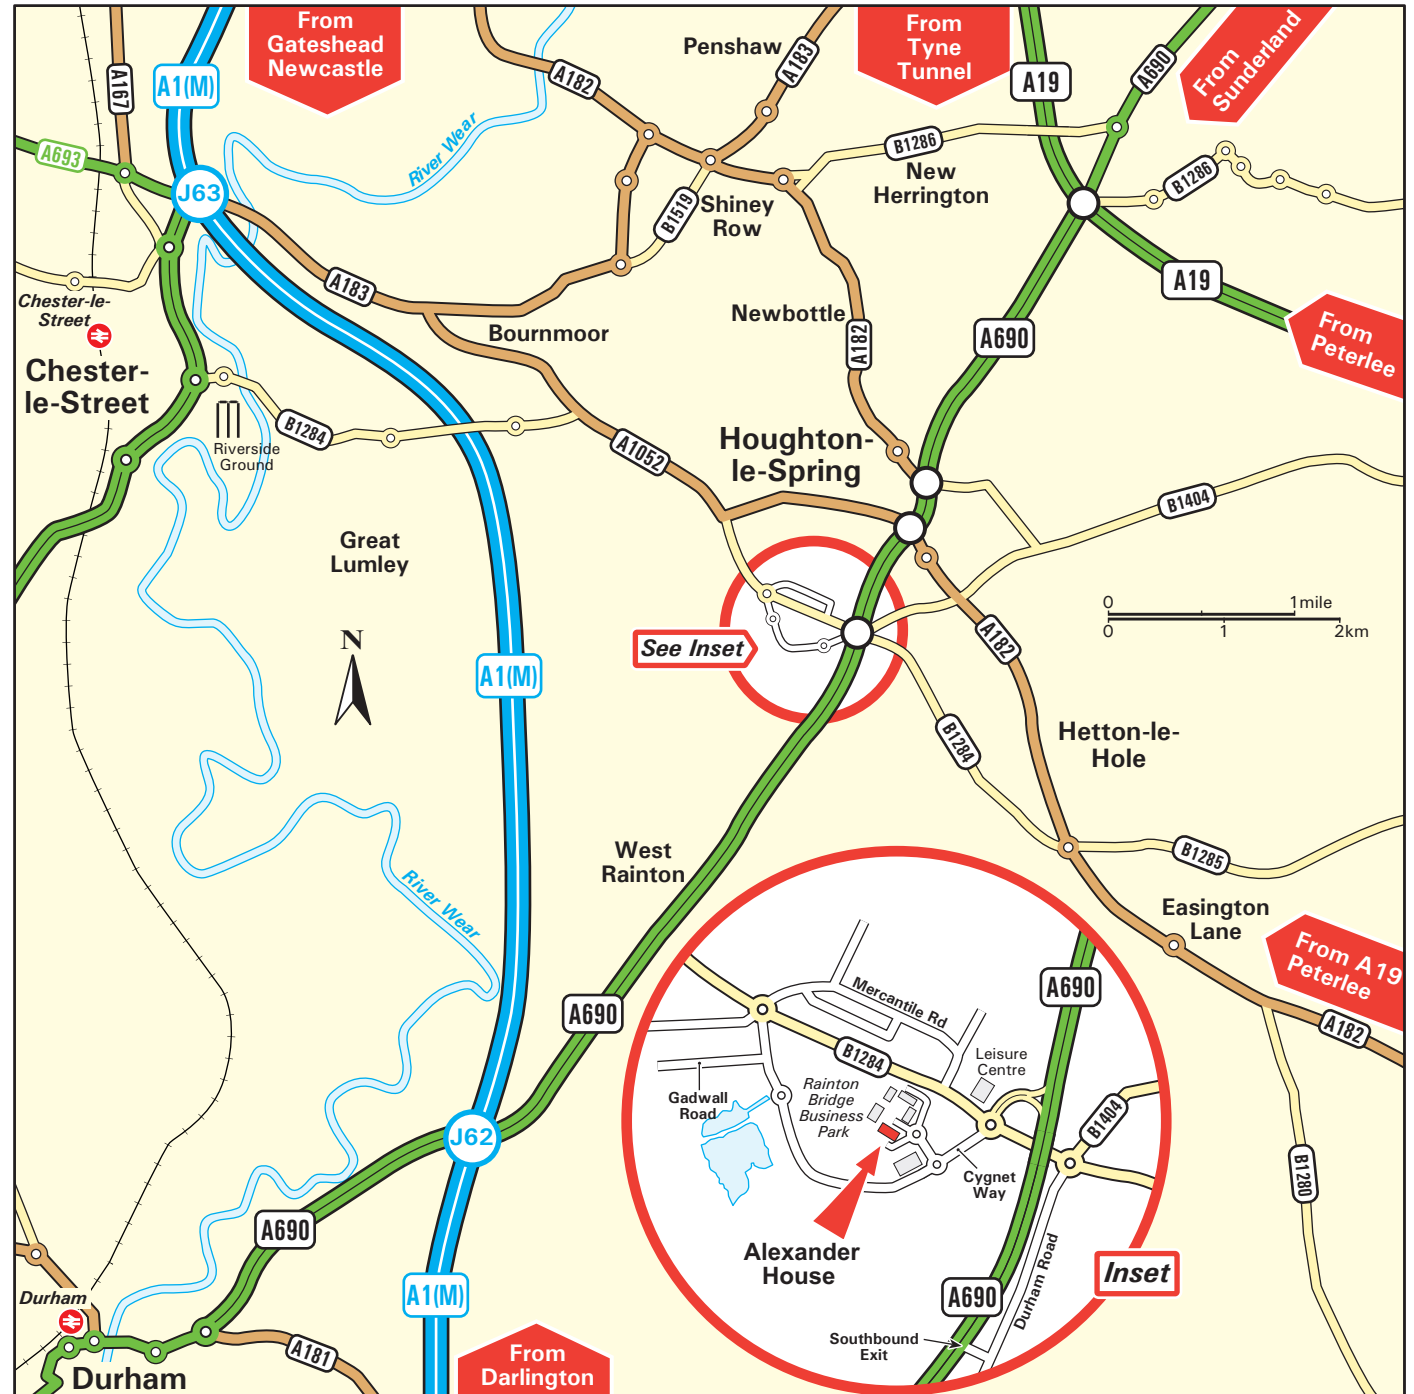 From
Gateshead
Newcastle
From
Tyne
Tunnel
From
Sunderland
Penshaw
A167
A1(M)
A182
A183
A19
A690
A693
River Wear
B1286
New
Herrington
B1286
J63
B1519
Shiney
Row
A183
A19
Chester-le-
Street
Bournmoor
Newbottle
A182
A690
From
Peterlee
Chester-
le-Street
B1284
Riverside
Ground
A1052
Houghton-
le-Spring
B1404
Great
Lumley
N
0
1mile
0
1
2km
See Inset
A182
A1(M)
B1284
Hetton-le-
Hole
West
Rainton
B1285
River Wear
Easington
Lane
From A19
Peterlee
A690
A690
Mercantile Rd
B1284
Leisure
Centre
A182
Gadwall
Road
Rainton
Bridge
Business
Park
B1404
J62
Cygnet
Way
B1280
A690
Alexander
House
Durham Road
Inset
A1(M)
A690
Durham
Southbound
Exit
A181
From
Darlington
Durham